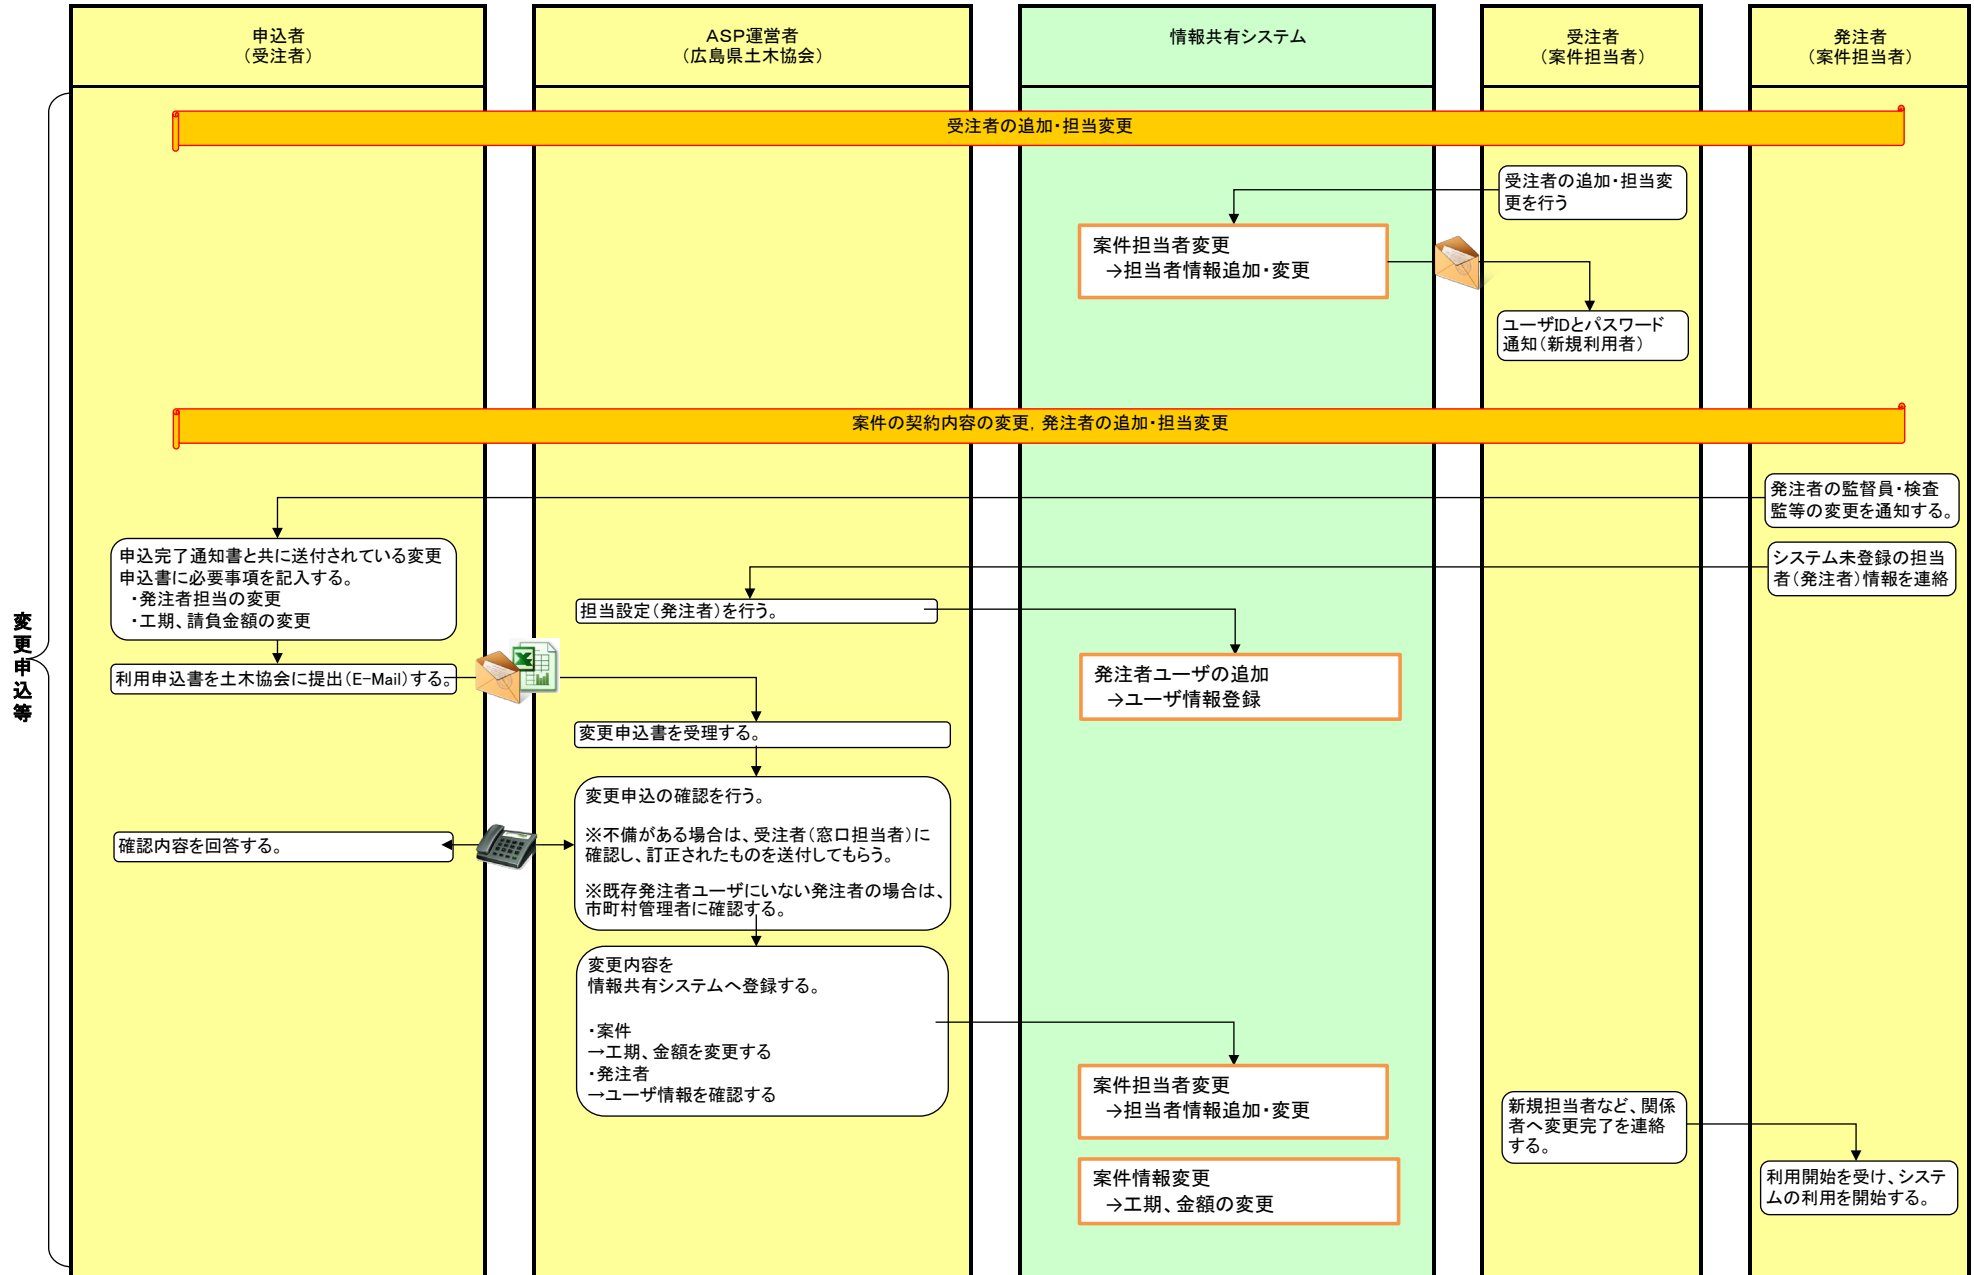 申込者
(受注者)
ASP運営者
(広島県土木協会)
情報共有システム
受注者
(案件担当者)
発注者
(案件担当者)
変更申込等
受注者の追加・担当変更
受注者の追加・担当変
更を行う
案件担当者変更
→担当者情報追加・変更
ユーザIDとパスワード
通知(新規利用者)
案件の契約内容の変更，発注者の追加・担当変更
発注者の監督員・検査
監等の変更を通知する。
申込完了通知書と共に送付されている変更
申込書に必要事項を記入する。
・発注者担当の変更
・工期、請負金額の変更
システム未登録の担当
者(発注者)情報を連絡
担当設定(発注者)を行う。
利用申込書を土木協会に提出(E-Mail)する。
発注者ユーザの追加
→ユーザ情報登録
変更申込書を受理する。
変更申込の確認を行う。
※不備がある場合は、受注者(窓口担当者)に
確認し、訂正されたものを送付してもらう。
※既存発注者ユーザにいない発注者の場合は、
市町村管理者に確認する。
確認内容を回答する。
変更内容を
情報共有システムへ登録する。
・案件
→工期、金額を変更する
・発注者
→ユーザ情報を確認する
案件担当者変更
→担当者情報追加・変更
案件情報変更
→工期、金額の変更
新規担当者など、関係
者へ変更完了を連絡
する。
利用開始を受け、システ
ムの利用を開始する。